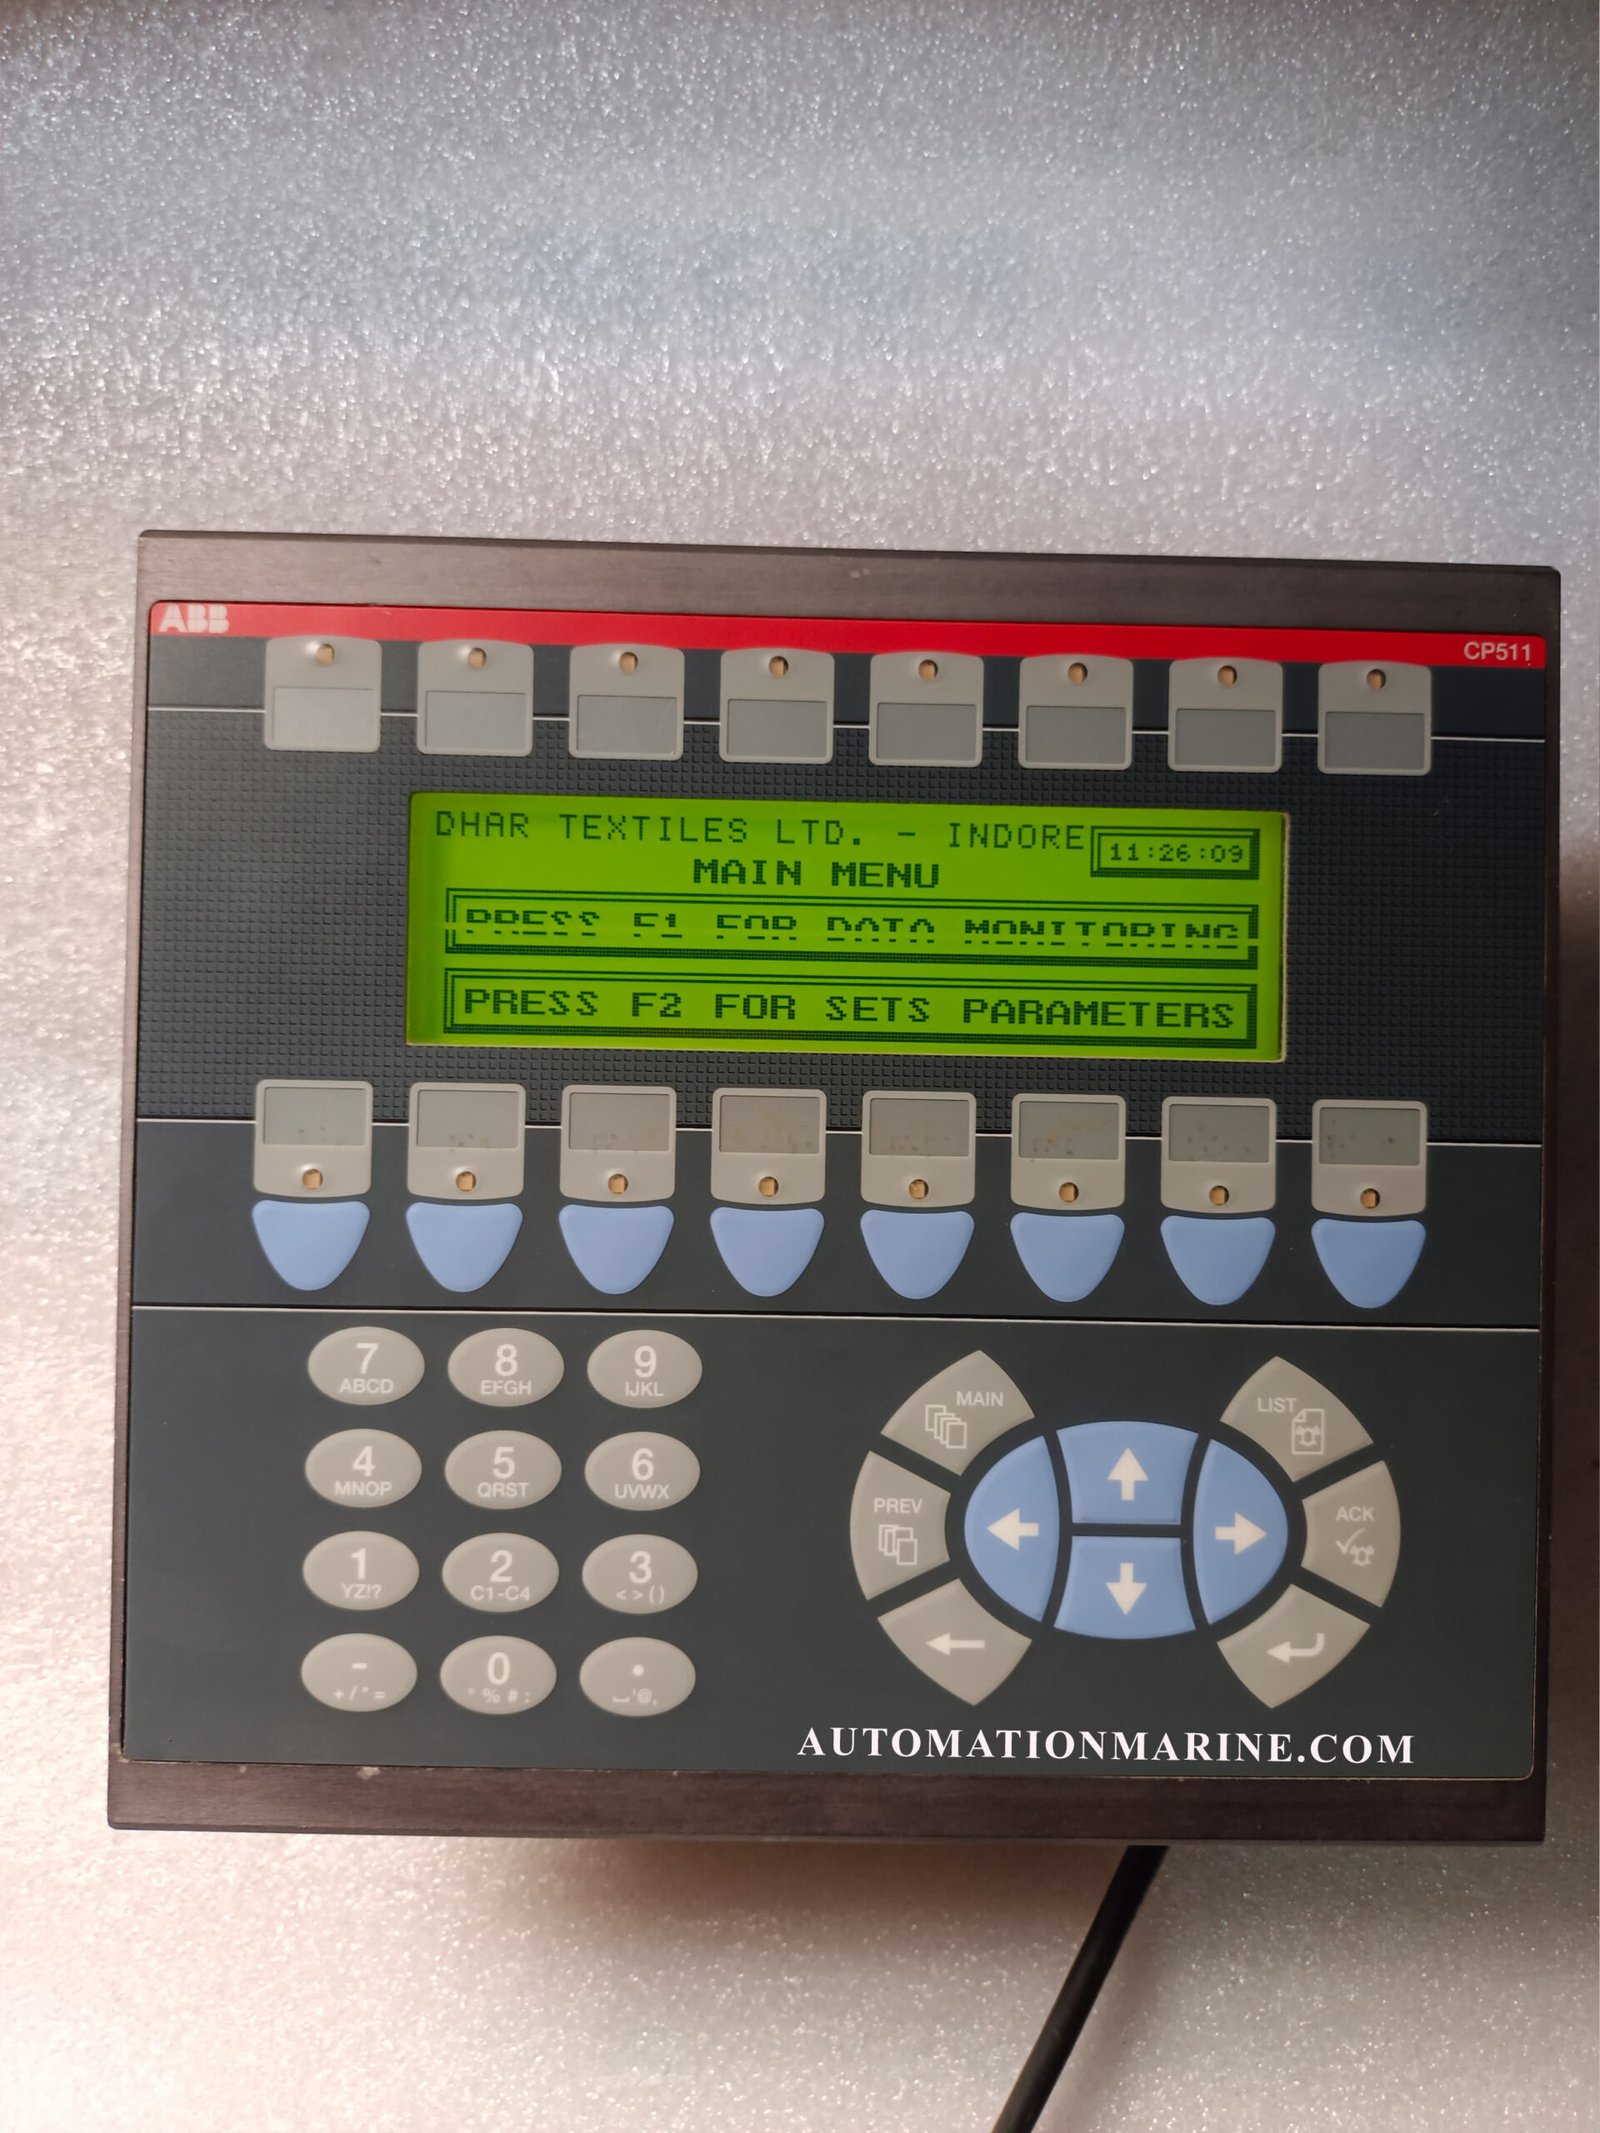 ABB
CP511
DHAR TEXTILES LTD. - INDORE
11:26:09
MAIN MENU
PRESS F1 FOR DATA MONITORING
PRESS F2 FOR SETS PARAMETERS
7 8 9
ABCD EFGH IJKL
4 5 6
MNOP QRST UVWX
1 2 3
YZ!? C1-C4 <>()
- 0 .
+/*= °%#: ⎵'@,
MAIN
LIST
PREV
ACK
AUTOMATIONMARINE.COM